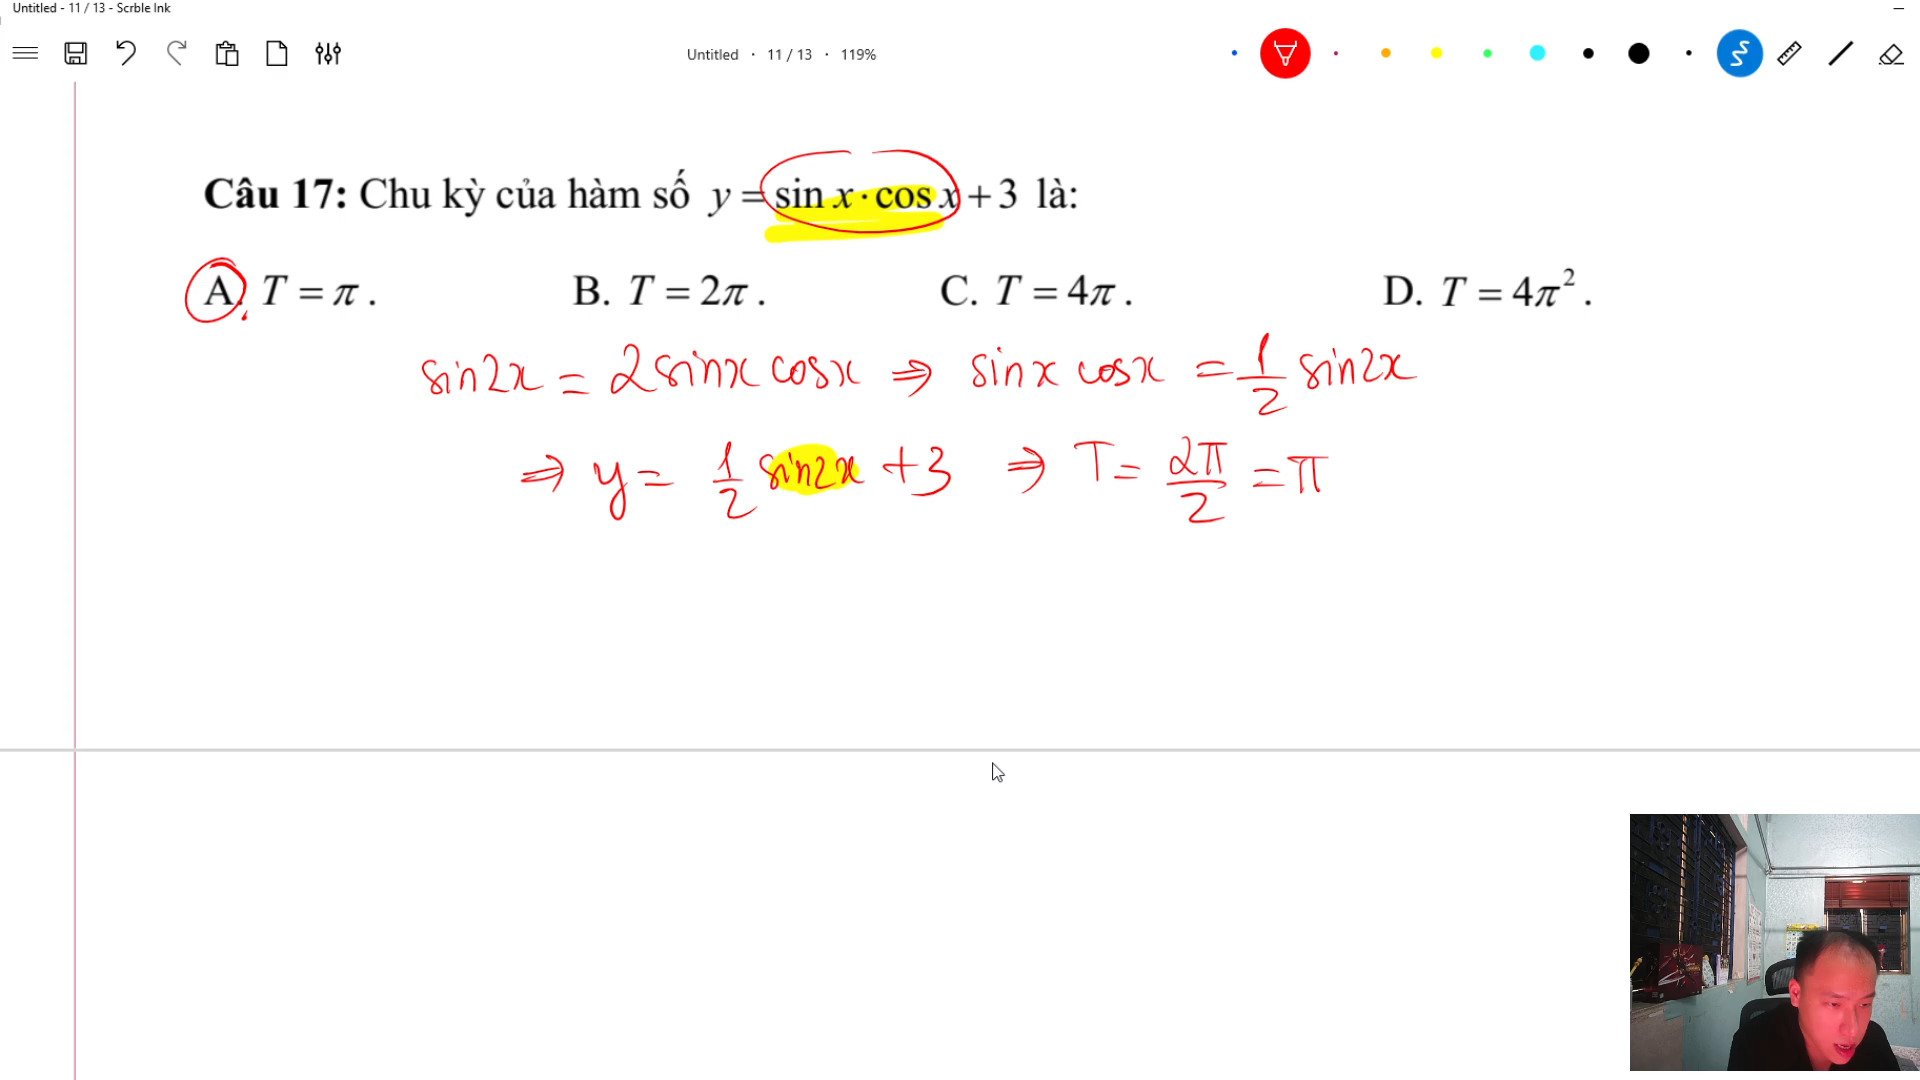 Untitled - 11 / 13 - Scrble Ink
Untitled · 11 / 13 · 119%
Câu 17: Chu kỳ của hàm số y = sin x · cos x + 3 là:
A. T = π . B. T = 2π . C. T = 4π . D. T = 4π² .
sin2x = 2sinx cosx ⇒ sinx cosx = 1/2 sin2x
⇒ y = 1/2 sin2x + 3 ⇒ T = 2π/2 = π